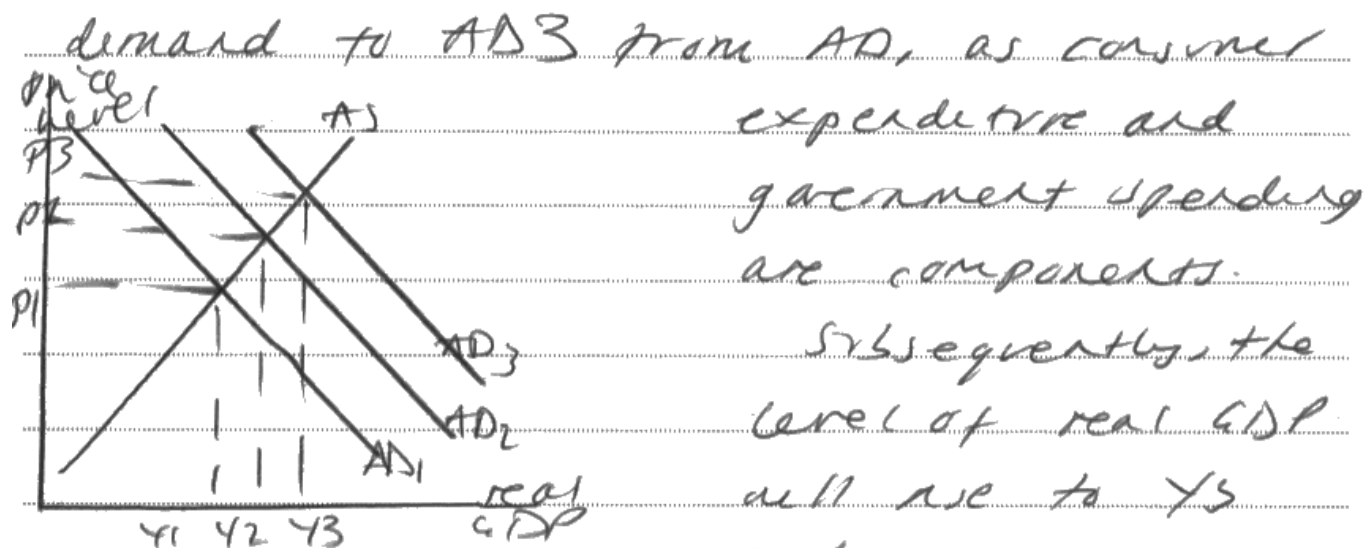 demand to AD3 from AD, as consumer
expenditure and
government spending
are components.
Subsequently, the
level of real GDP
will rise to Y3
price
level
AS
P3
P2
P1
AD3
AD2
AD1
real
GDP
Y1 Y2 Y3